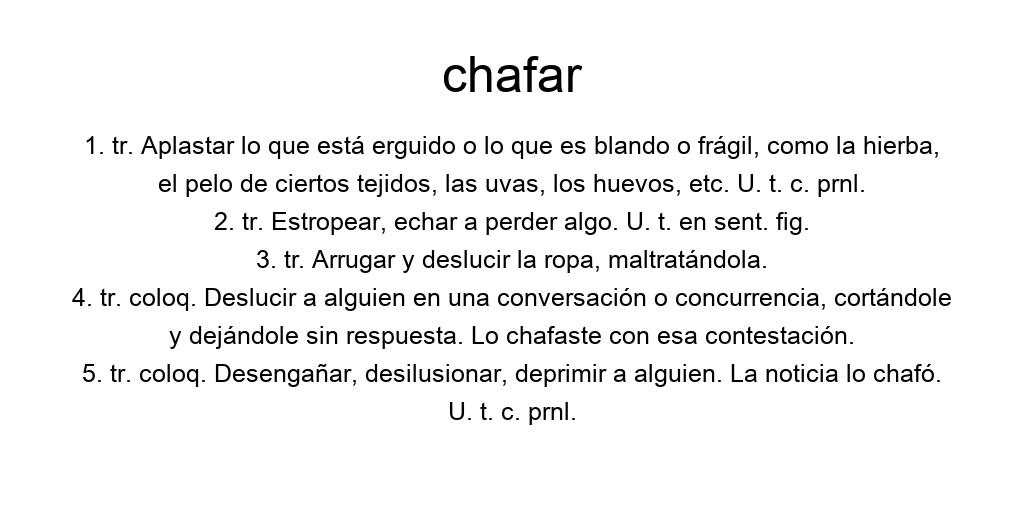 chafar
1. tr. Aplastar lo que está erguido o lo que es blando o frágil, como la hierba,
el pelo de ciertos tejidos, las uvas, los huevos, etc. U. t. c. prnl.
2. tr. Estropear, echar a perder algo. U. t. en sent. fig.
3. tr. Arrugar y deslucir la ropa, maltratándola.
4. tr. coloq. Deslucir a alguien en una conversación o concurrencia, cortándole
y dejándole sin respuesta. Lo chafaste con esa contestación.
5. tr. coloq. Desengañar, desilusionar, deprimir a alguien. La noticia lo chafó.
U. t. c. prnl.